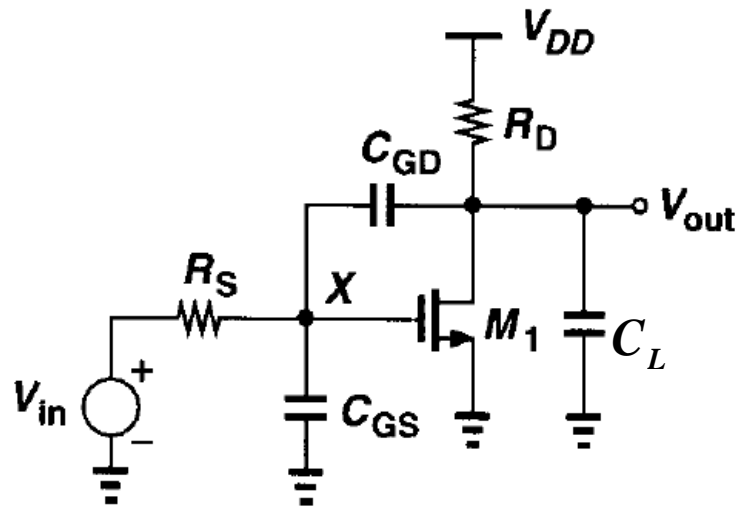 V_DD
R_D
C_GD
V_out
R_S
X
M_1
C_L
V_in
+
−
C_GS